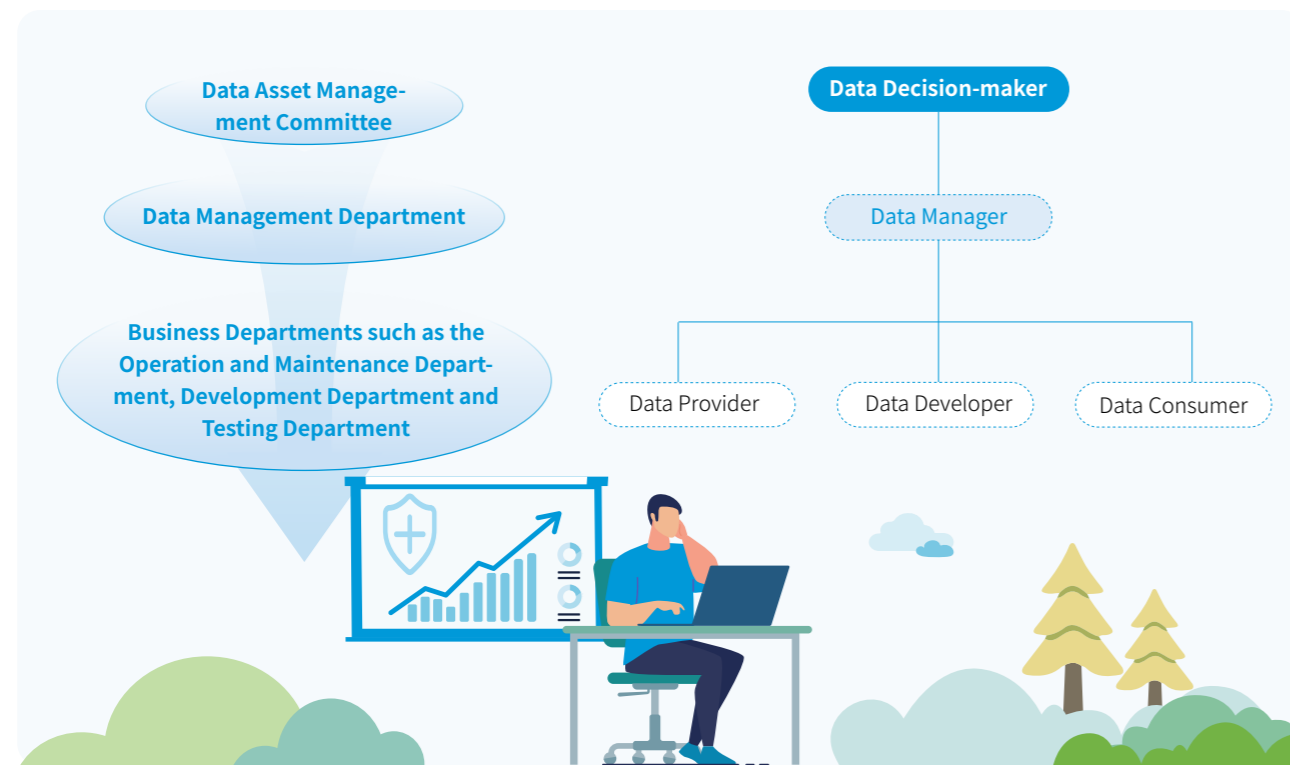 Data Asset Manage-
ment Committee
Data Management Department
Business Departments such as the
Operation and Maintenance Depart-
ment, Development Department and
Testing Department
Data Decision-maker
Data Manager
Data Provider
Data Developer
Data Consumer